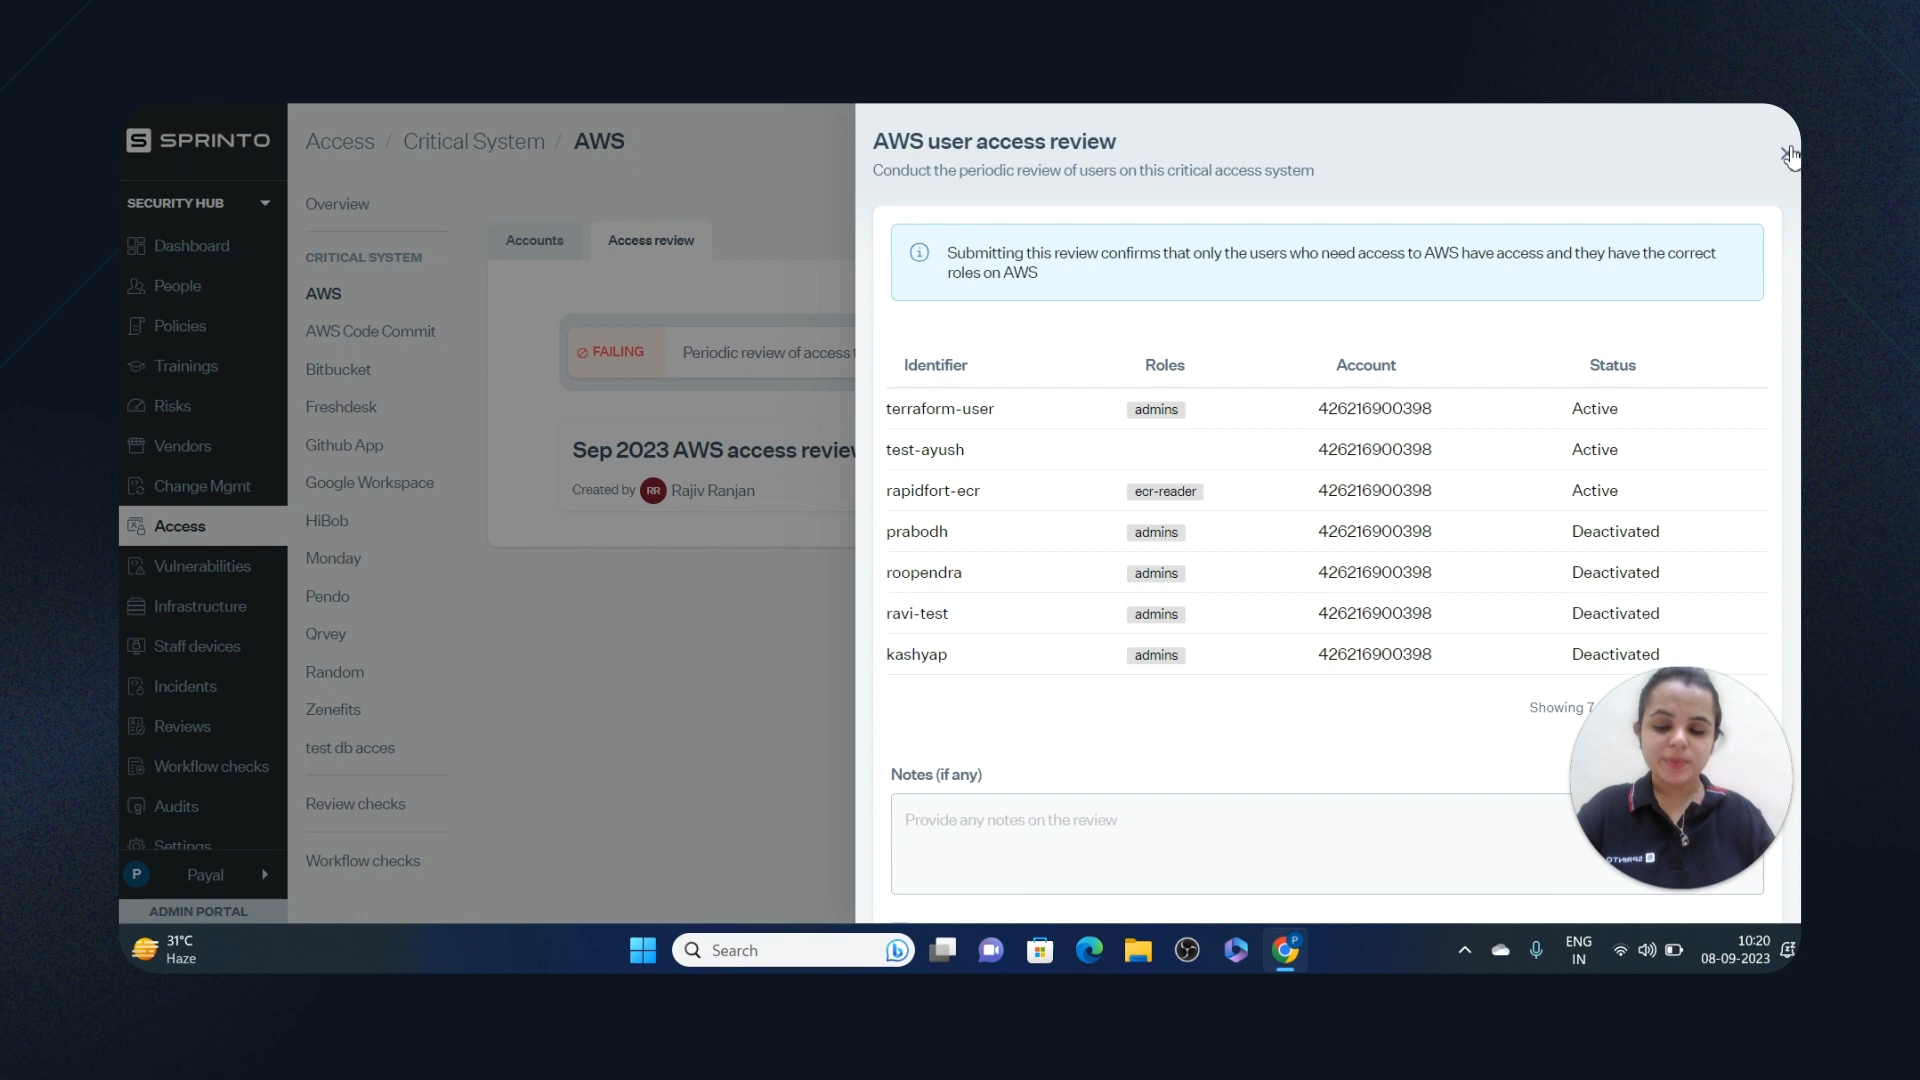 SPRINTO
SECURITY HUB
Dashboard
People
Policies
Trainings
Risks
Vendors
Change Mgmt
Access
Vulnerabilities
Infrastructure
Staff devices
Incidents
Reviews
Workflow checks
Audits
Settings
P Payal
ADMIN PORTAL
Access / Critical System / AWS
Overview
CRITICAL SYSTEM
AWS
AWS Code Commit
Bitbucket
Freshdesk
Github App
Google Workspace
HiBob
Monday
Pendo
Qrvey
Random
Zenefits
test db acces
Review checks
Workflow checks
Accounts Access review
FAILING Periodic review of access
Sep 2023 AWS access review
Created by RR Rajiv Ranjan
AWS user access review
Conduct the periodic review of users on this critical access system
Submitting this review confirms that only the users who need access to AWS have access and they have the correct
roles on AWS
Identifier Roles Account Status
terraform-user admins 426216900398 Active
test-ayush 426216900398 Active
rapidfort-ecr ecr-reader 426216900398 Active
prabodh admins 426216900398 Deactivated
roopendra admins 426216900398 Deactivated
ravi-test admins 426216900398 Deactivated
kashyap admins 426216900398 Deactivated
Showing 7
Notes (if any)
Provide any notes on the review
SPRINTO
31°C
Haze
Search
P
ENG
IN
10:20
08-09-2023